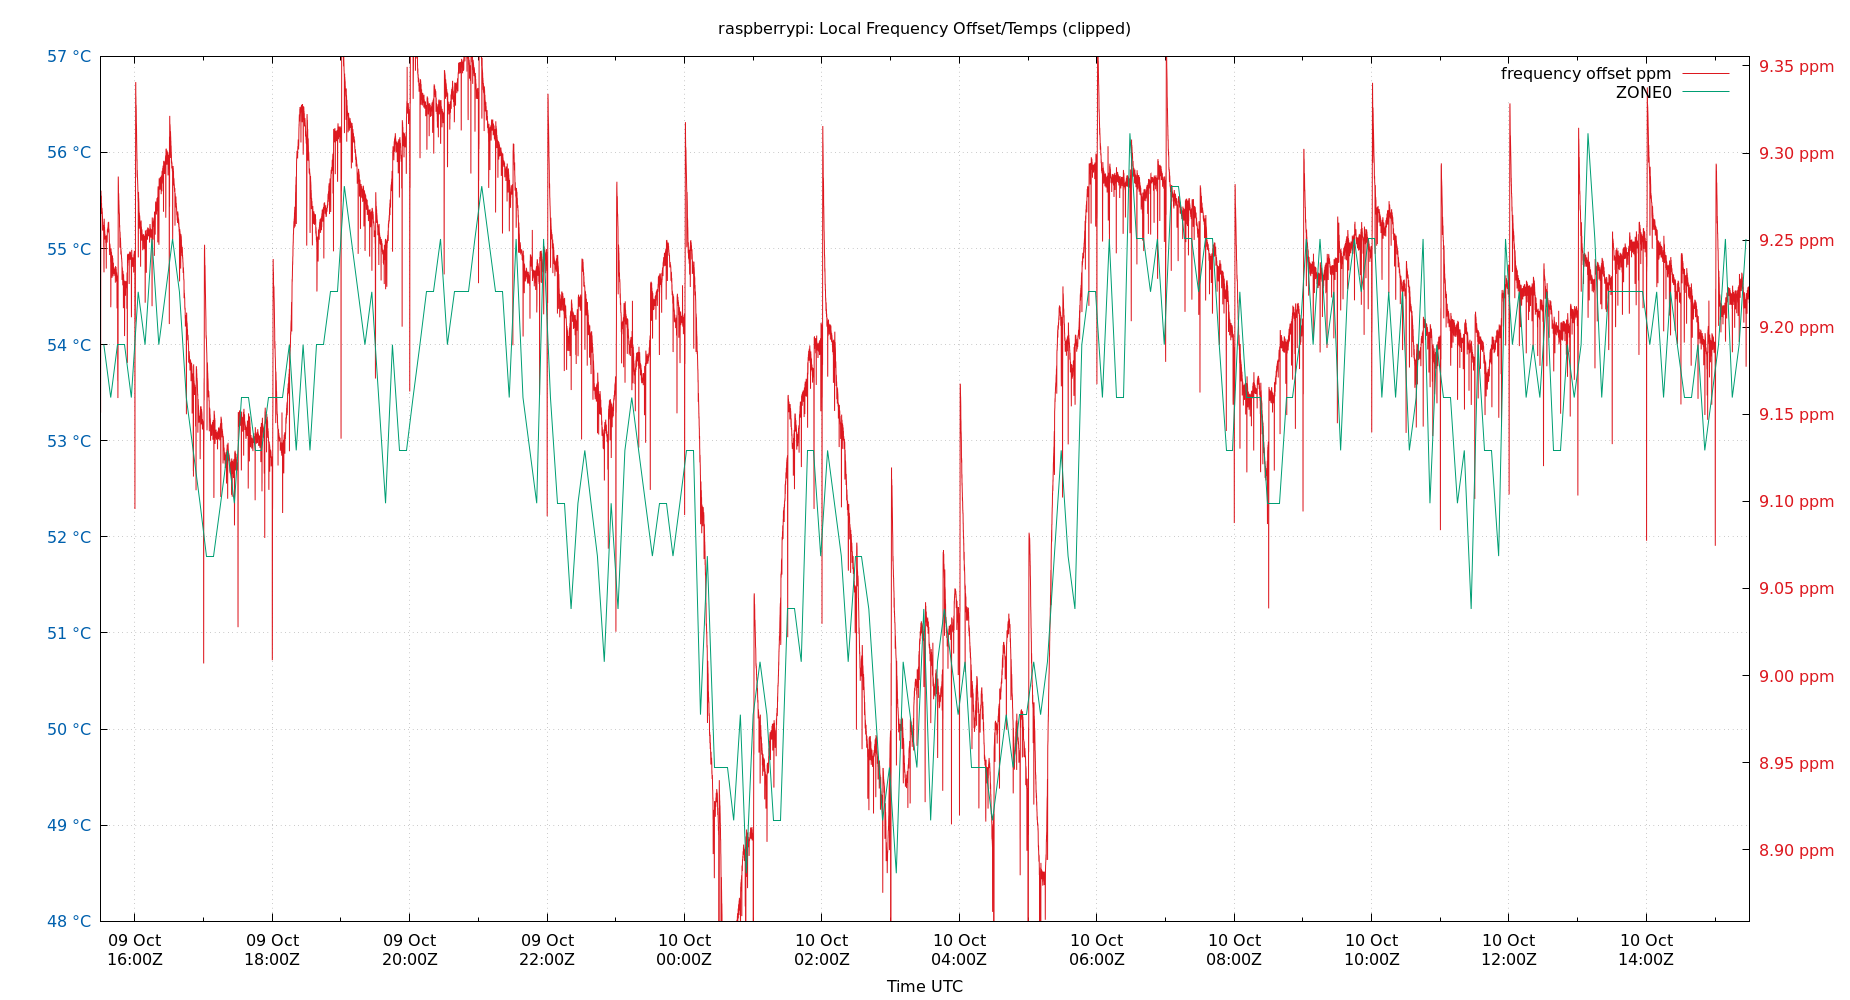 raspberrypi: Local Frequency Offset/Temps (clipped)
57 °C
56 °C
55 °C
54 °C
53 °C
52 °C
51 °C
50 °C
49 °C
48 °C
frequency offset ppm
ZONE0
9.35 ppm
9.30 ppm
9.25 ppm
9.20 ppm
9.15 ppm
9.10 ppm
9.05 ppm
9.00 ppm
8.95 ppm
8.90 ppm
09 Oct
16:00Z
09 Oct
18:00Z
09 Oct
20:00Z
09 Oct
22:00Z
10 Oct
00:00Z
10 Oct
02:00Z
10 Oct
04:00Z
10 Oct
06:00Z
10 Oct
08:00Z
10 Oct
10:00Z
10 Oct
12:00Z
10 Oct
14:00Z
Time UTC